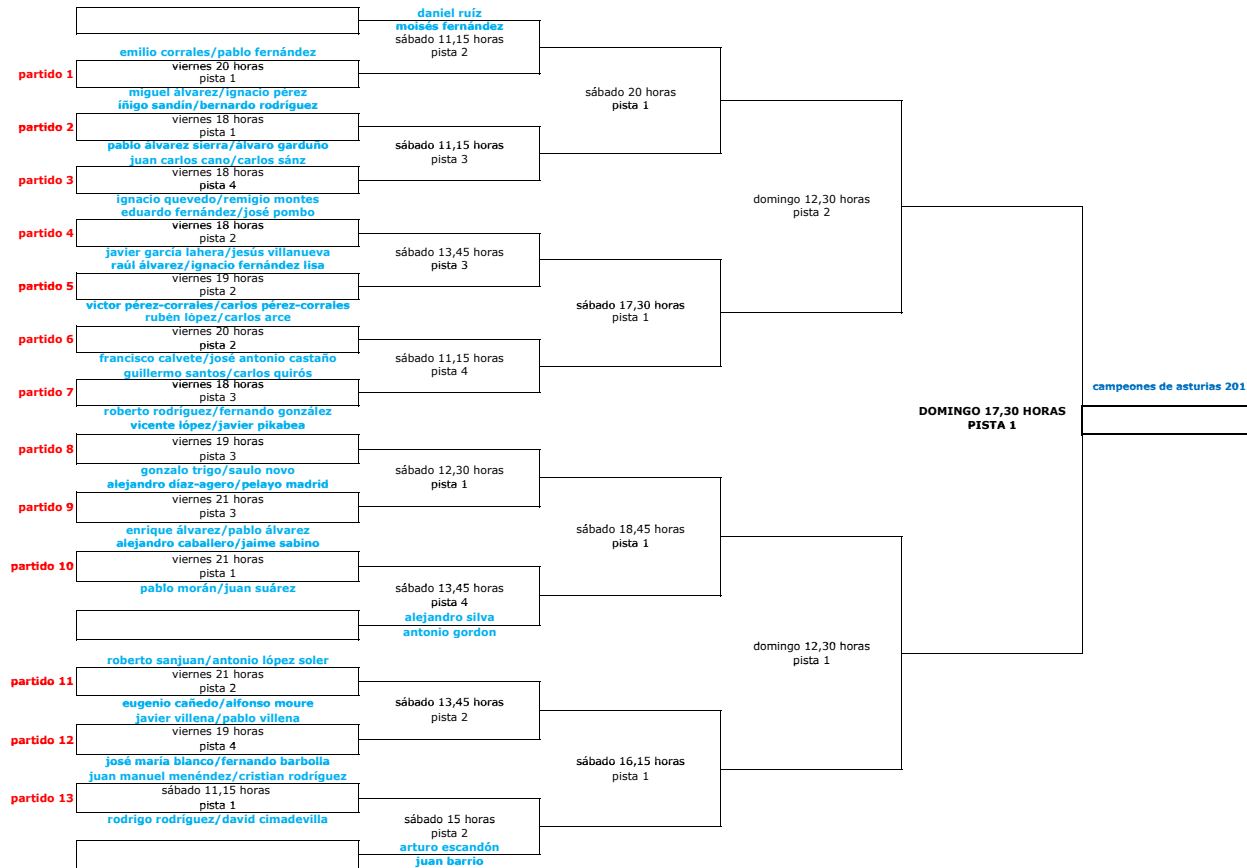 daniel ruíz
moisés fernández
sábado 11,15 horas
pista 2
emilio corrales/pablo fernández
partido 1
viernes 20 horas
pista 1
miguel álvarez/ignacio pérez
sábado 20 horas
pista 1
íñigo sandín/bernardo rodríguez
partido 2
viernes 18 horas
pista 1
pablo álvarez sierra/álvaro garduño
sábado 11,15 horas
pista 3
juan carlos cano/carlos sánz
partido 3
viernes 18 horas
pista 4
ignacio quevedo/remigio montes
domingo 12,30 horas
pista 2
eduardo fernández/josé pombo
partido 4
viernes 18 horas
pista 2
javier garcía lahera/jesús villanueva
sábado 13,45 horas
pista 3
raúl álvarez/ignacio fernández lisa
partido 5
viernes 19 horas
pista 2
victor pérez-corrales/carlos pérez-corrales
sábado 17,30 horas
pista 1
rubén lópez/carlos arce
partido 6
viernes 20 horas
pista 2
francisco calvete/josé antonio castaño
sábado 11,15 horas
pista 4
guillermo santos/carlos quirós
partido 7
viernes 18 horas
pista 3
roberto rodríguez/fernando gonzález
campeones de asturias 201
DOMINGO 17,30 HORAS
PISTA 1
vicente lópez/javier pikabea
partido 8
viernes 19 horas
pista 3
gonzalo trigo/saulo novo
sábado 12,30 horas
pista 1
alejandro díaz-agero/pelayo madrid
partido 9
viernes 21 horas
pista 3
enrique álvarez/pablo álvarez
sábado 18,45 horas
pista 1
alejandro caballero/jaime sabino
partido 10
viernes 21 horas
pista 1
pablo morán/juan suárez
sábado 13,45 horas
pista 4
alejandro silva
antonio gordon
domingo 12,30 horas
pista 1
roberto sanjuan/antonio lópez soler
partido 11
viernes 21 horas
pista 2
eugenio cañedo/alfonso moure
sábado 13,45 horas
pista 2
javier villena/pablo villena
partido 12
viernes 19 horas
pista 4
josé maría blanco/fernando barbolla
sábado 16,15 horas
pista 1
juan manuel menéndez/cristian rodríguez
partido 13
sábado 11,15 horas
pista 1
rodrigo rodríguez/david cimadevilla
sábado 15 horas
pista 2
arturo escandón
juan barrio